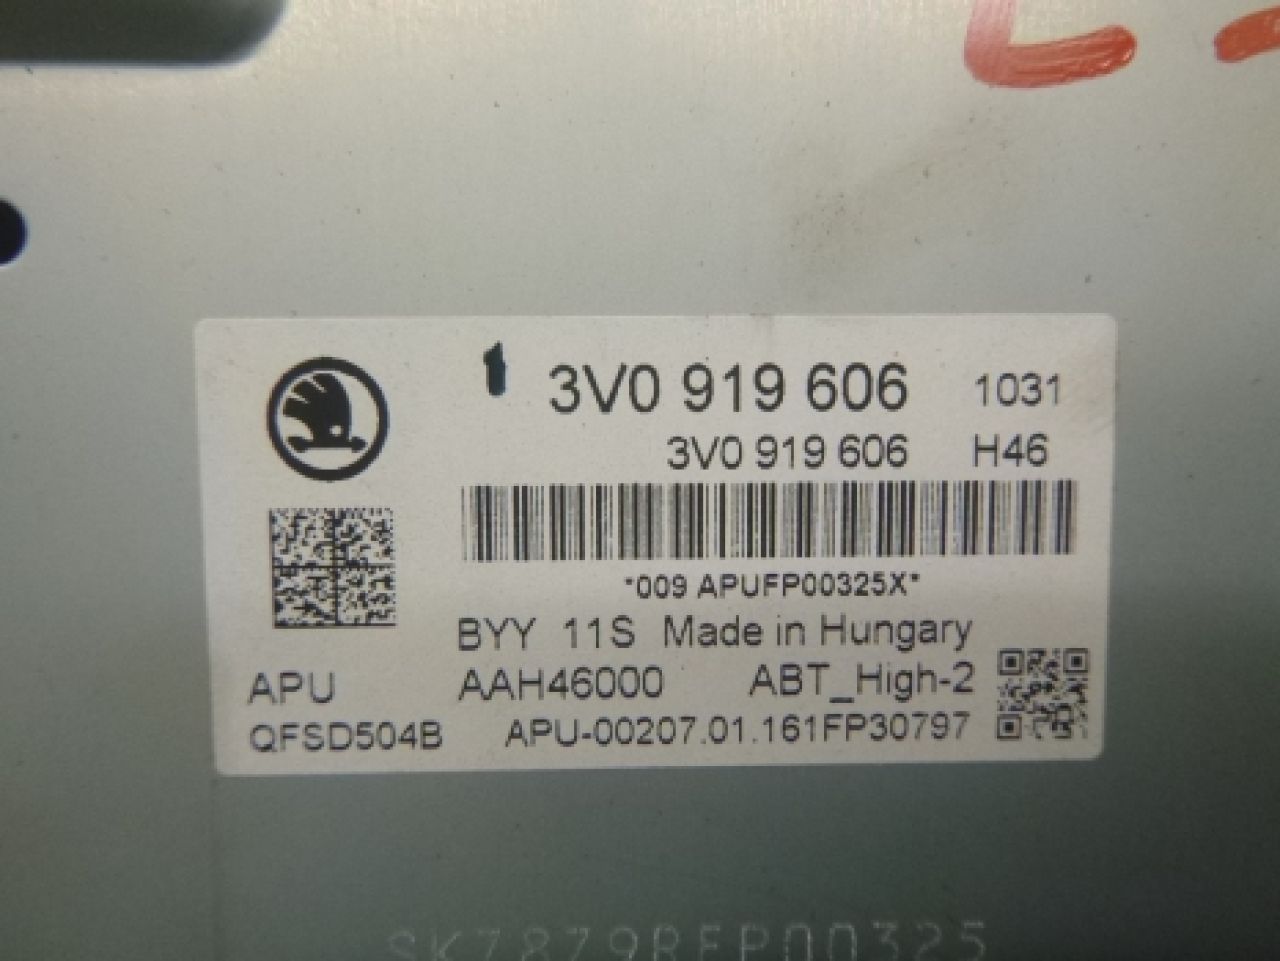 3V0 919 606 1031
3V0 919 606 H46
*009 APUFP00325X*
BYY 11S Made in Hungary
APU AAH46000 ABT_High-2
QFSD504B APU-00207.01.161FP30797
SK7879RFP00325